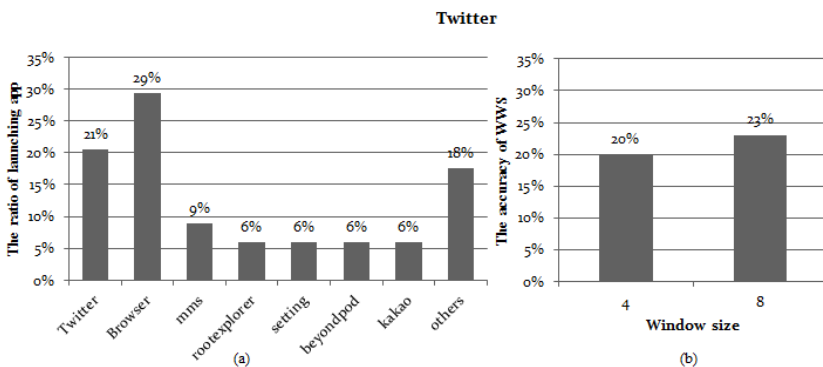 Twitter
The ratio of launching app
35%
30%
25%
20%
15%
10%
5%
0%
21%
29%
9%
6%
6%
6%
6%
18%
Twitter
Browser
mms
rootexplorer
setting
beyondpod
kakao
others
(a)
The accuracy of WWS
35%
30%
25%
20%
15%
10%
5%
0%
20%
23%
4
8
Window size
(b)